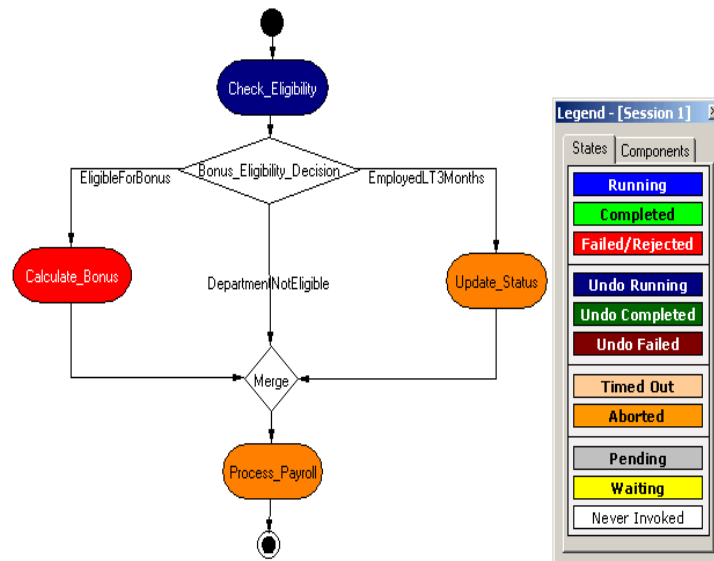 Check_Eligibility
Bonus_Eligibility_Decision
EligibleForBonus
EmployedLT3Months
Calculate_Bonus
DepartmentNotEligible
Update_Status
Merge
Process_Payroll
Legend - [Session 1]
States
Components
Running
Completed
Failed/Rejected
Undo Running
Undo Completed
Undo Failed
Timed Out
Aborted
Pending
Waiting
Never Invoked